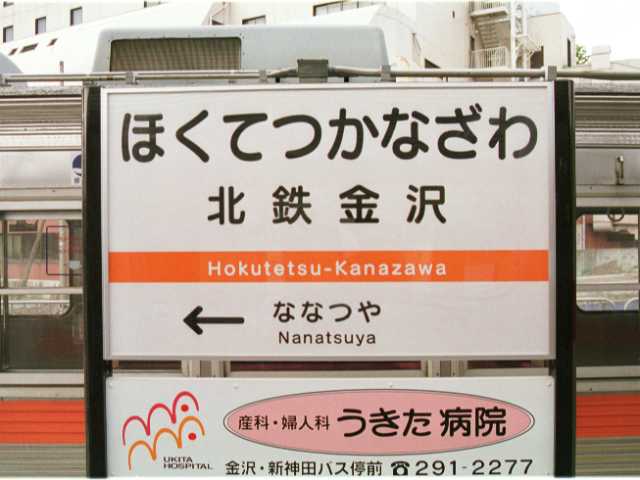 ほくてつかなざわ
北鉄金沢
Hokutetsu-Kanazawa
← ななつや
Nanatsuya
産科・婦人科 うきた病院
UKITA
HOSPITAL
金沢・新神田バス停前 ☎291-2277